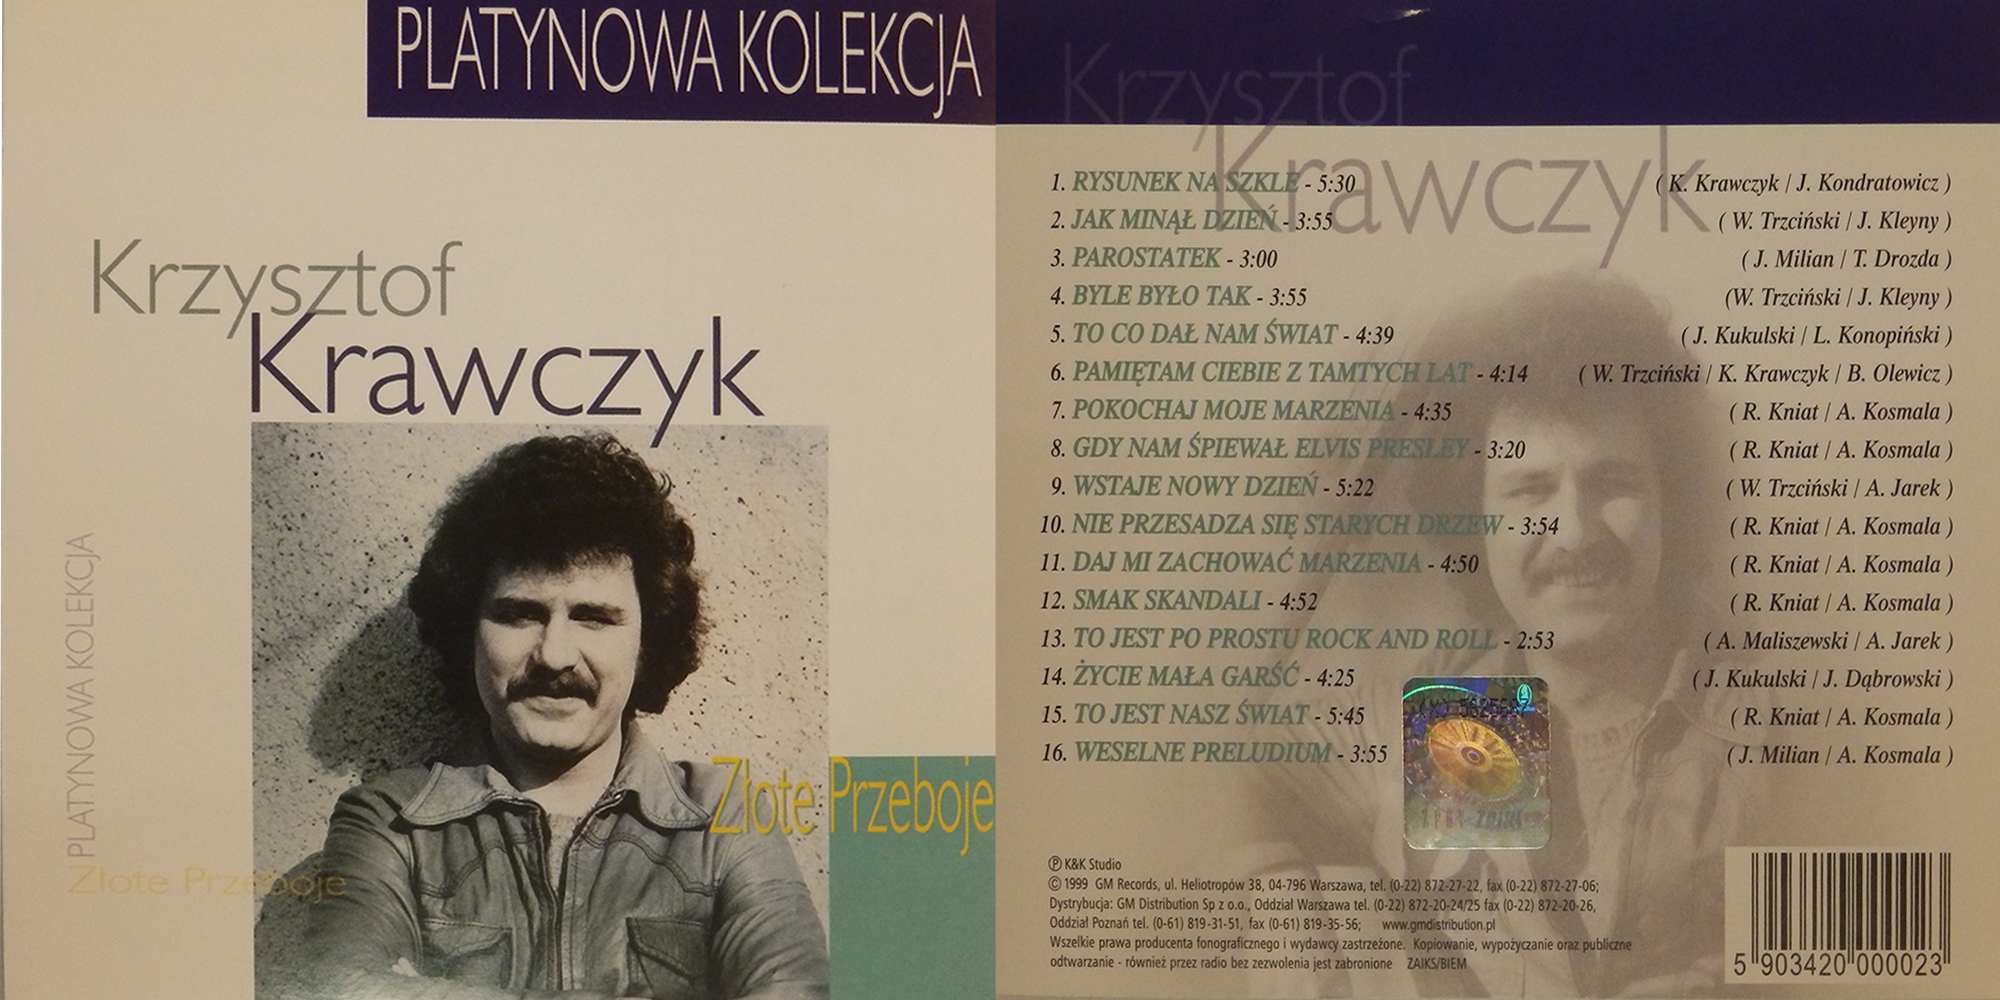 PLATYNOWA KOLEKCJA
Krzysztof
Krawczyk
PLATYNOWA KOLEKCJA
Złote Przeboje
Złote Przeboje
Krzysztof
Krawczyk
1. RYSUNEK NA SZKLE - 5:30 ( K. Krawczyk / J. Kondratowicz )
2. JAK MINĄŁ DZIEŃ - 3:55 ( W. Trzciński / J. Kleyny )
3. PAROSTATEK - 3:00 ( J. Milian / T. Drozda )
4. BYLE BYŁO TAK - 3:55 (W. Trzciński / J. Kleyny )
5. TO CO DAŁ NAM ŚWIAT - 4:39 ( J. Kukulski / L. Konopiński )
6. PAMIĘTAM CIEBIE Z TAMTYCH LAT - 4:14 ( W. Trzciński / K. Krawczyk / B. Olewicz )
7. POKOCHAJ MOJE MARZENIA - 4:35 ( R. Kniat / A. Kosmala )
8. GDY NAM ŚPIEWAŁ ELVIS PRESLEY - 3:20 ( R. Kniat / A. Kosmala )
9. WSTAJE NOWY DZIEŃ - 5:22 ( W. Trzciński / A. Jarek )
10. NIE PRZESADZA SIĘ STARYCH DRZEW - 3:54 ( R. Kniat / A. Kosmala )
11. DAJ MI ZACHOWAĆ MARZENIA - 4:50 ( R. Kniat / A. Kosmala )
12. SMAK SKANDALI - 4:52 ( R. Kniat / A. Kosmala )
13. TO JEST PO PROSTU ROCK AND ROLL - 2:53 ( A. Maliszewski / A. Jarek )
14. ŻYCIE MAŁA GARŚĆ - 4:25 ( J. Kukulski / J. Dąbrowski )
15. TO JEST NASZ ŚWIAT - 5:45 ( R. Kniat / A. Kosmala )
16. WESELNE PRELUDIUM - 3:55 ( J. Milian / A. Kosmala )
Ⓟ K&K Studio
© 1999 GM Records, ul. Heliotropów 38, 04-796 Warszawa, tel. (0-22) 872-27-22, fax (0-22) 872-27-06;
Dystrybucja: GM Distribution Sp z o.o., Oddział Warszawa tel. (0-22) 872-20-24/25 fax (0-22) 872-20-26,
Oddział Poznań tel. (0-61) 819-31-51, fax (0-61) 819-35-56; www.gmdistribution.pl
Wszelkie prawa producenta fonograficznego i wydawcy zastrzeżone. Kopiowanie, wypożyczanie oraz publiczne
odtwarzanie - również przez radio bez zezwolenia jest zabronione ZAIKS/BIEM
5 903420 000023